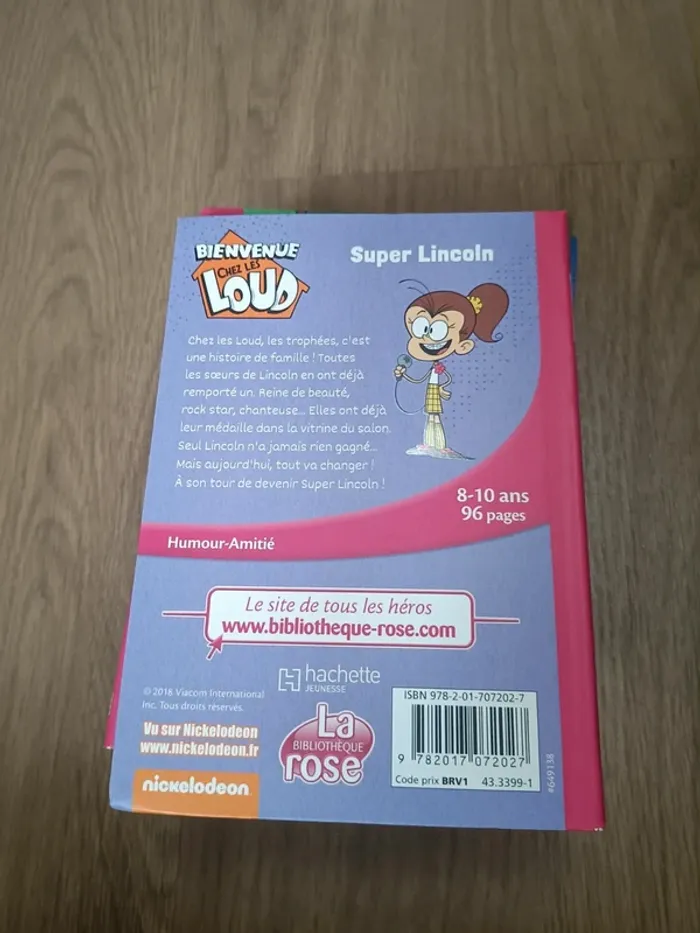 BIENVENUE
CHEZ LES
LOUD
Super Lincoln
Chez les Loud, les trophées, c'est
une histoire de famille ! Toutes
les sœurs de Lincoln en ont déjà
remporté un. Reine de beauté,
rock star, chanteuse... Elles ont déjà
leur médaille dans la vitrine du salon.
Seul Lincoln n'a jamais rien gagné...
Mais aujourd'hui, tout va changer !
À son tour de devenir Super Lincoln !
8-10 ans
96 pages
Humour-Amitié
Le site de tous les héros
www.bibliotheque-rose.com
hachette
JEUNESSE
© 2018 Viacom International
Inc. Tous droits réservés.
Vu sur Nickelodeon
www.nickelodeon.fr
nickelodeon
La
BIBLIOTHÈQUE
rose
ISBN 978-2-01-707202-7
9 782017 072027
Code prix BRV1 43.3399-1
#649138